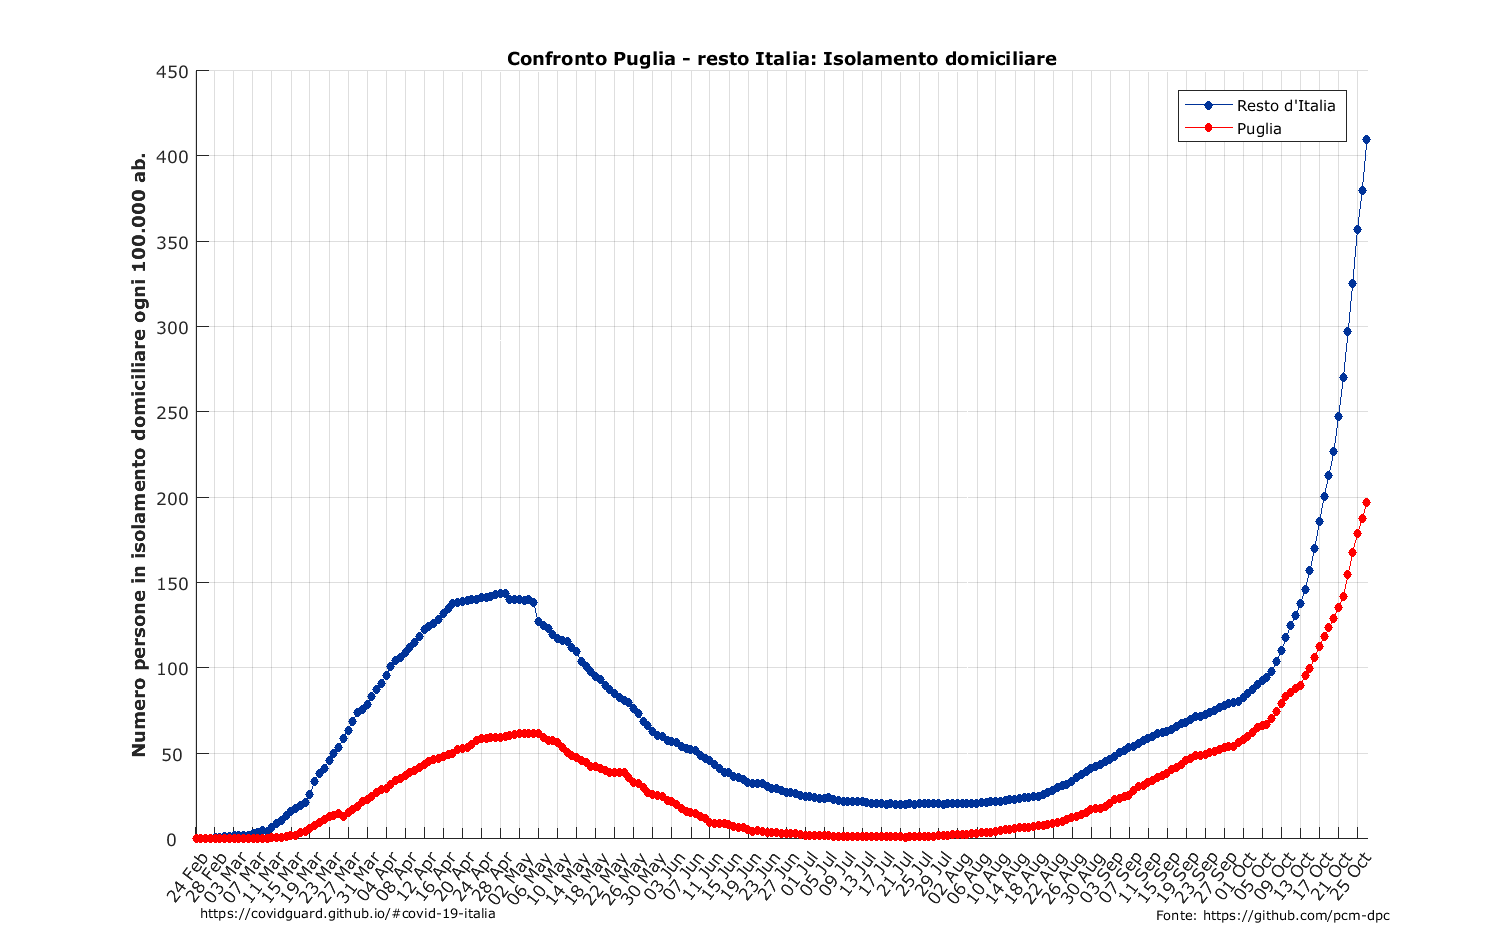 Confronto Puglia - resto Italia: Isolamento domiciliare
Numero persone in isolamento domiciliare ogni 100.000 ab.
450
400
350
300
250
200
150
100
50
0
Resto d'Italia
Puglia
24 Feb
28 Feb
03 Mar
07 Mar
11 Mar
15 Mar
19 Mar
23 Mar
27 Mar
31 Mar
04 Apr
08 Apr
12 Apr
16 Apr
20 Apr
24 Apr
28 Apr
02 May
06 May
10 May
14 May
18 May
22 May
26 May
30 May
03 Jun
07 Jun
11 Jun
15 Jun
19 Jun
23 Jun
27 Jun
01 Jul
05 Jul
09 Jul
13 Jul
17 Jul
21 Jul
25 Jul
29 Jul
02 Aug
06 Aug
10 Aug
14 Aug
18 Aug
22 Aug
26 Aug
30 Aug
03 Sep
07 Sep
11 Sep
15 Sep
19 Sep
23 Sep
27 Sep
01 Oct
05 Oct
09 Oct
13 Oct
17 Oct
21 Oct
25 Oct
https://covidguard.github.io/#covid-19-italia
Fonte: https://github.com/pcm-dpc